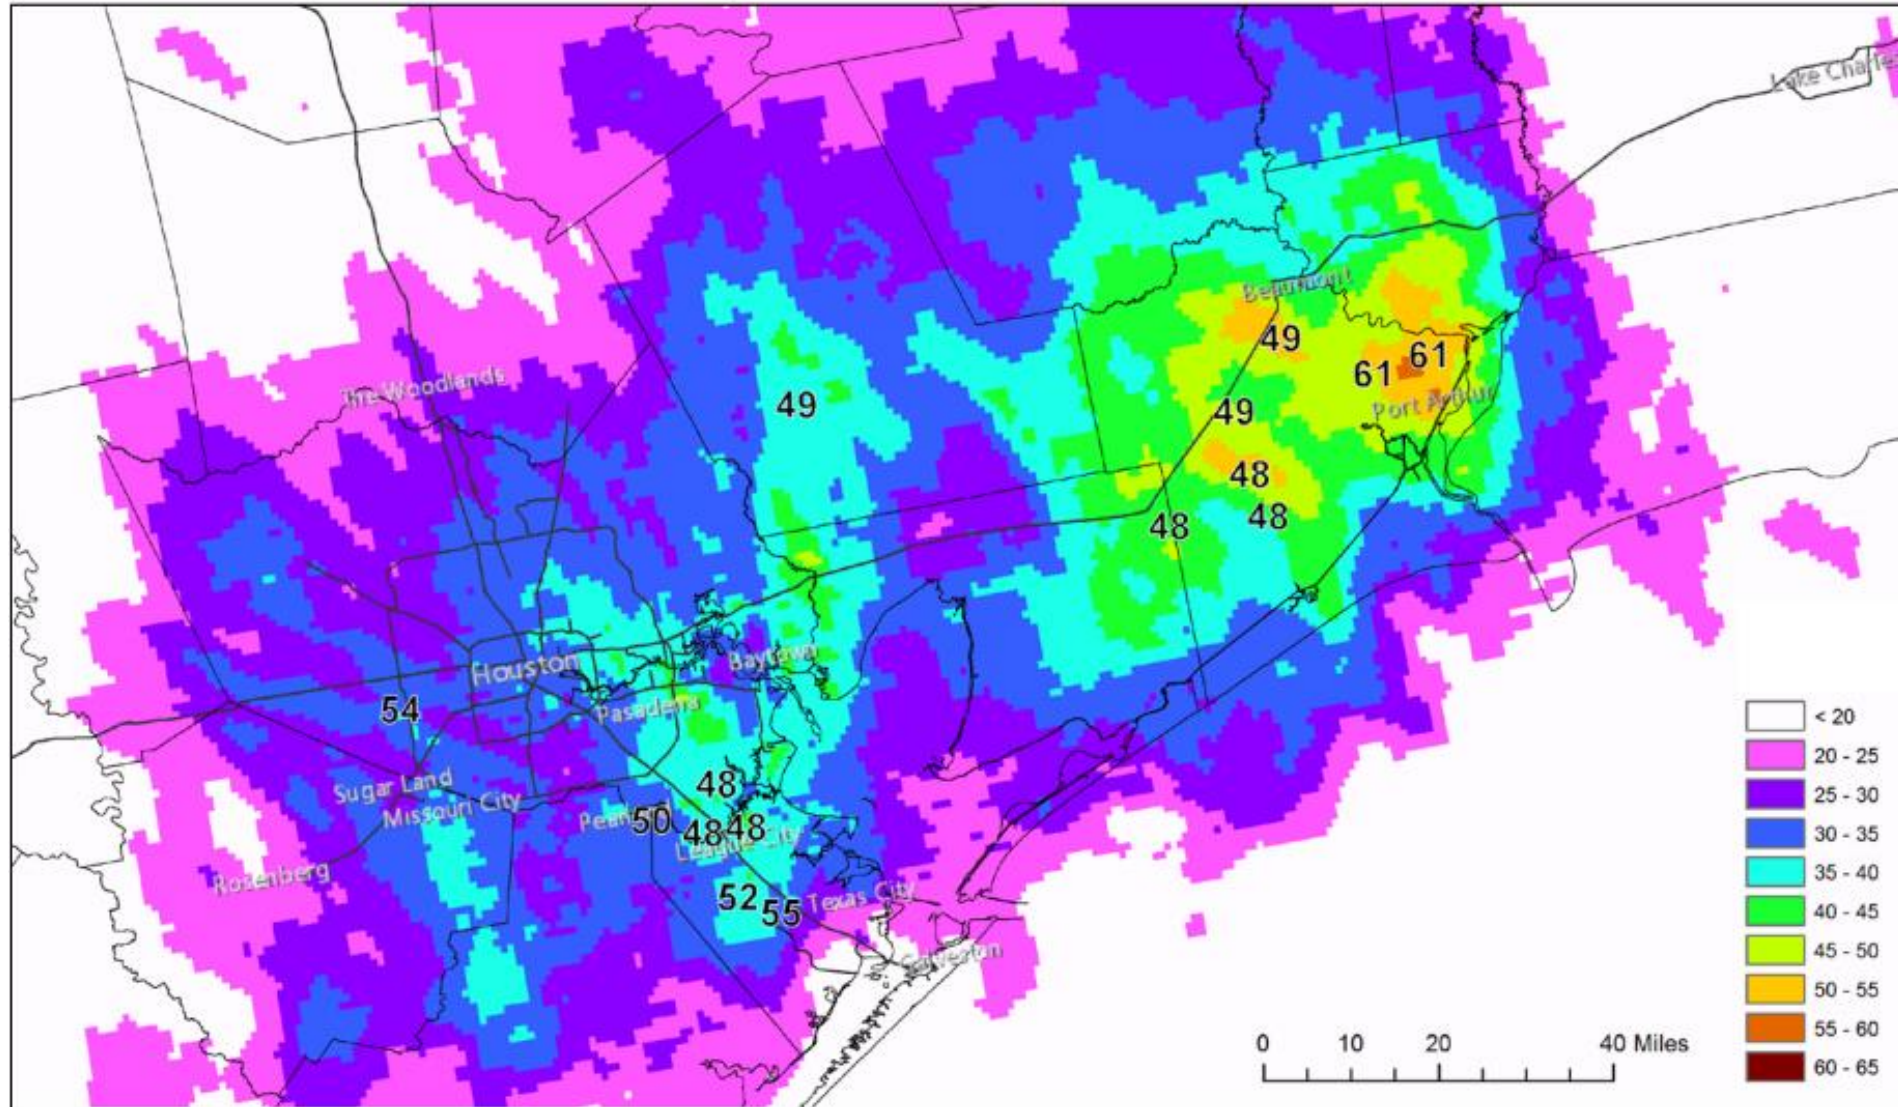 Lake Charles
Beaumont
49
61
61
Port Arthur
The Woodlands
49
49
48
48
48
Houston
Baytown
54
Pasadena
Sugar Land
Missouri City
48
Pearland
50
48
48
League City
Rosenberg
52
55
Texas City
Galveston
< 20
20 - 25
25 - 30
30 - 35
35 - 40
40 - 45
45 - 50
50 - 55
55 - 60
60 - 65
0 10 20 40 Miles